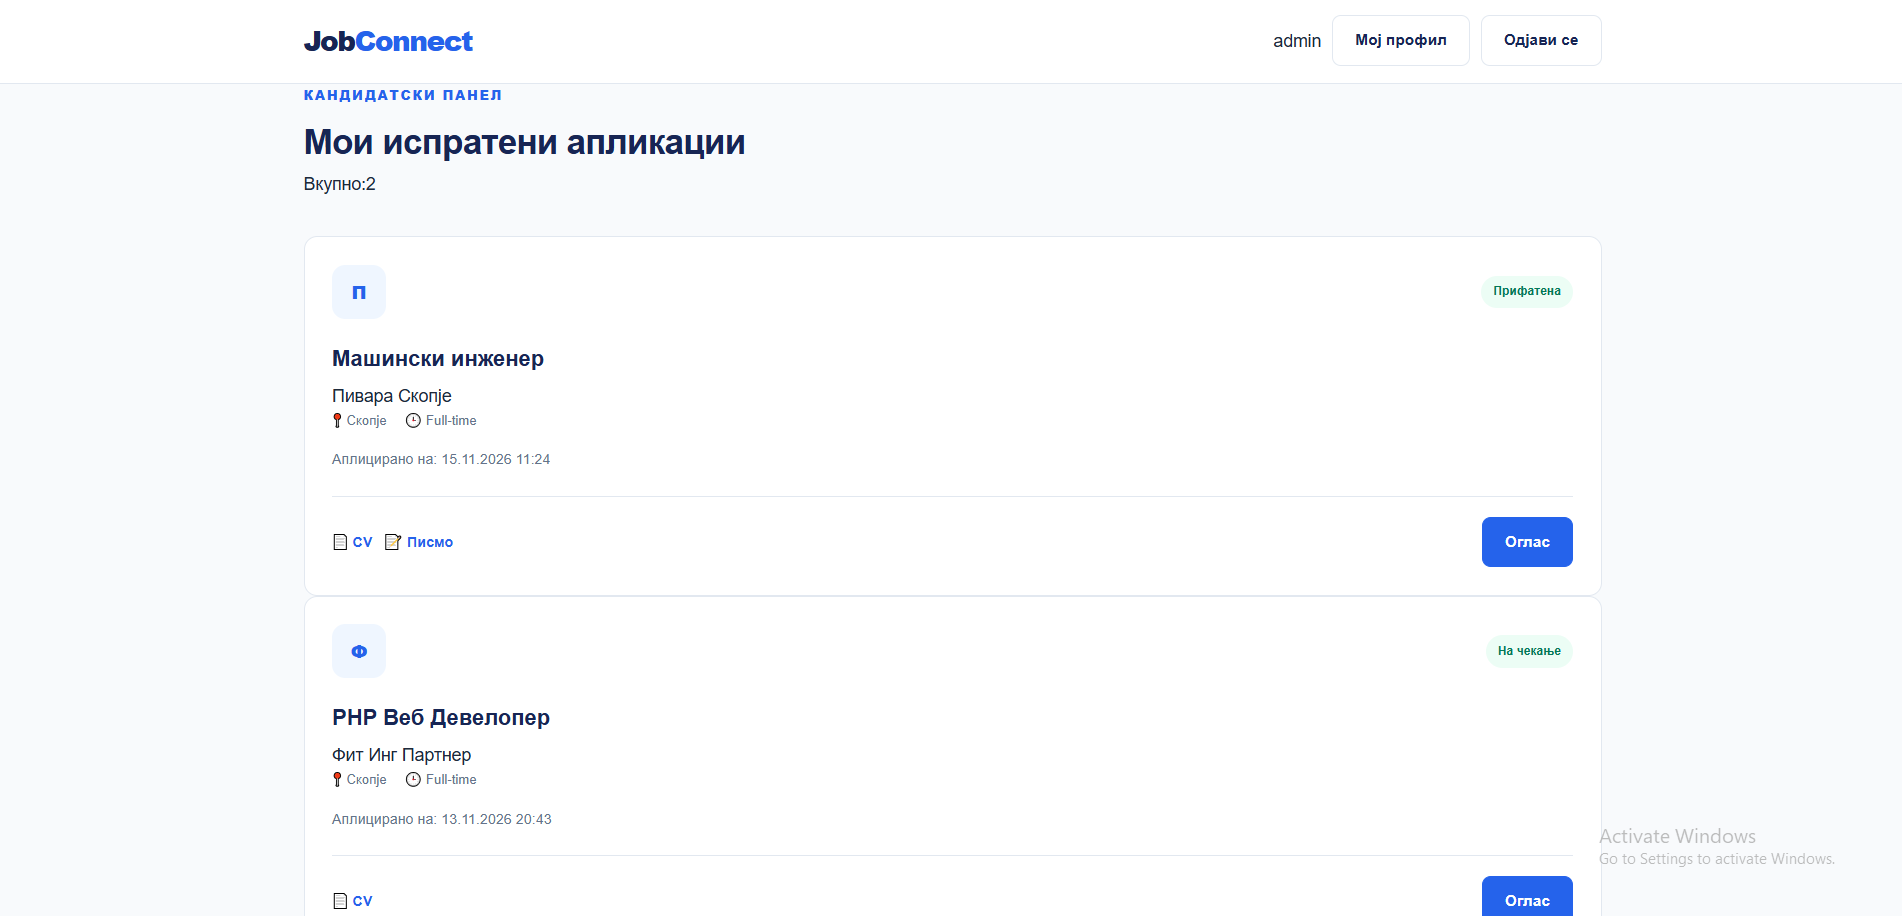 JobConnect
admin Мој профил Одјави се
КАНДИДАТСКИ ПАНЕЛ
Мои испратени апликации
Вкупно:2
П
Прифатена
Машински инженер
Пивара Скопје
Скопје Full-time
Аплицирано на: 15.11.2026 11:24
CV Писмо
Оглас
Ф
На чекање
PHP Веб Девелопер
Фит Инг Партнер
Скопје Full-time
Аплицирано на: 13.11.2026 20:43
CV
Оглас
Activate Windows
Go to Settings to activate Windows.